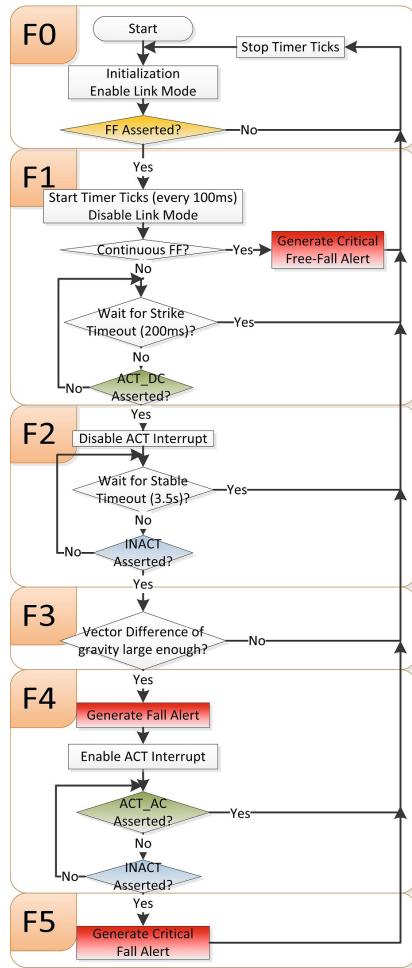 F0
Start
Stop Timer Ticks
Initialization
Enable Link Mode
FF Asserted?
No
Yes
F1
Start Timer Ticks (every 100ms)
Disable Link Mode
Continuous FF?
Yes
Generate Critical
Free-Fall Alert
No
Wait for Strike
Timeout (200ms)?
Yes
No
ACT_DC
Asserted?
No
Yes
F2
Disable ACT Interrupt
Wait for Stable
Timeout (3.5s)?
Yes
No
INACT
Asserted?
No
Yes
F3
Vector Difference of
gravity large enough?
No
Yes
F4
Generate Fall Alert
Enable ACT Interrupt
ACT_AC
Asserted?
Yes
No
INACT
Asserted?
No
Yes
F5
Generate Critical
Fall Alert